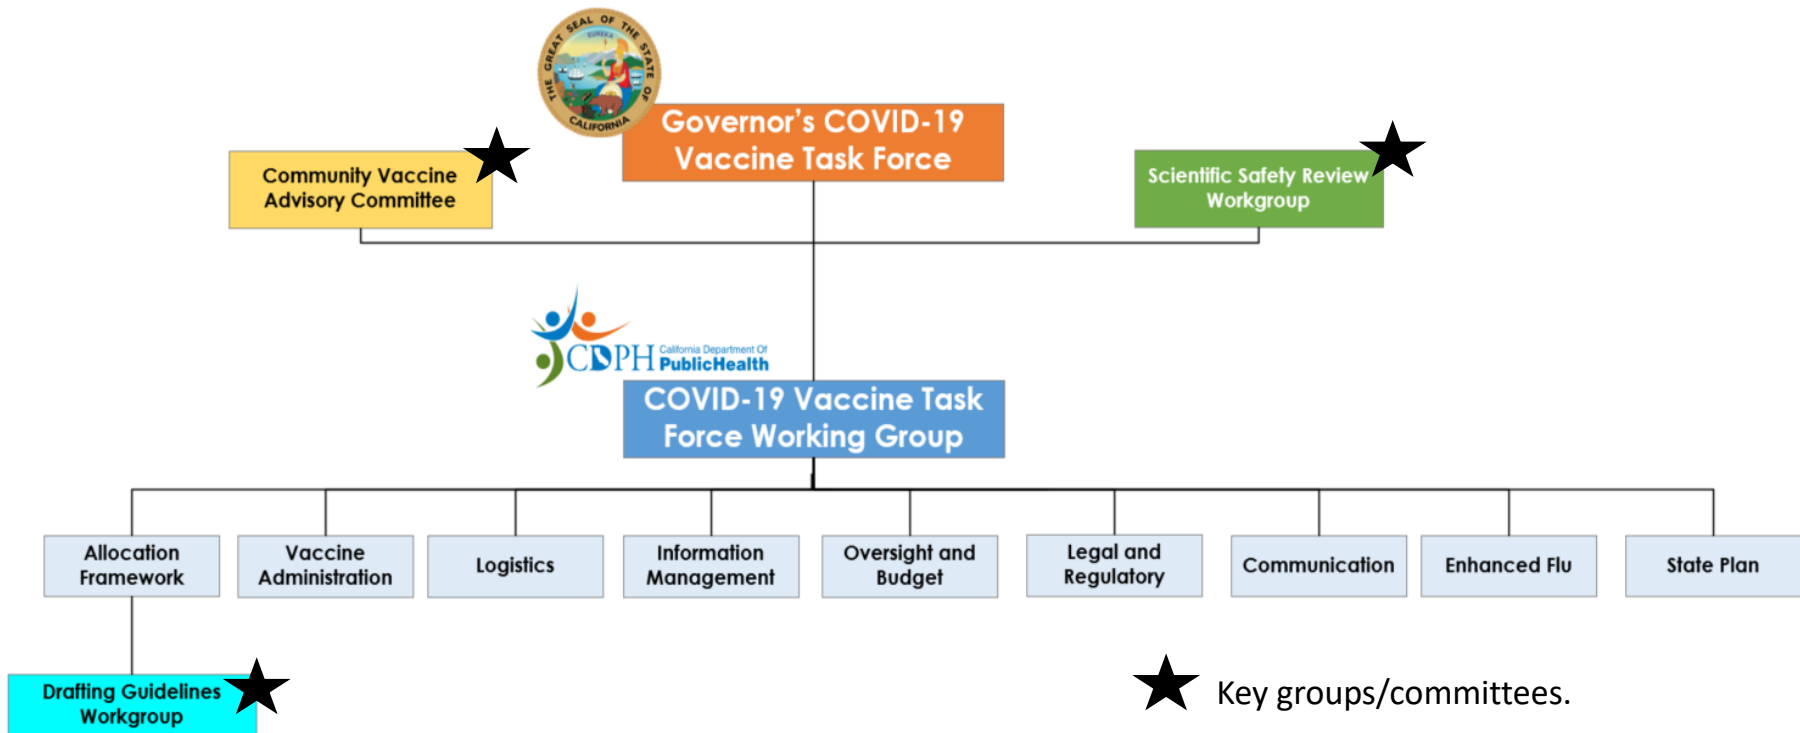 THE GREAT SEAL OF THE STATE OF CALIFORNIA
EUREKA
Governor's COVID-19
Vaccine Task Force
Community Vaccine
Advisory Committee
Scientific Safety Review
Workgroup
CDPH
California Department Of
PublicHealth
COVID-19 Vaccine Task
Force Working Group
Allocation
Framework
Vaccine
Administration
Logistics
Information
Management
Oversight and
Budget
Legal and
Regulatory
Communication
Enhanced Flu
State Plan
Drafting Guidelines
Workgroup
Key groups/committees.